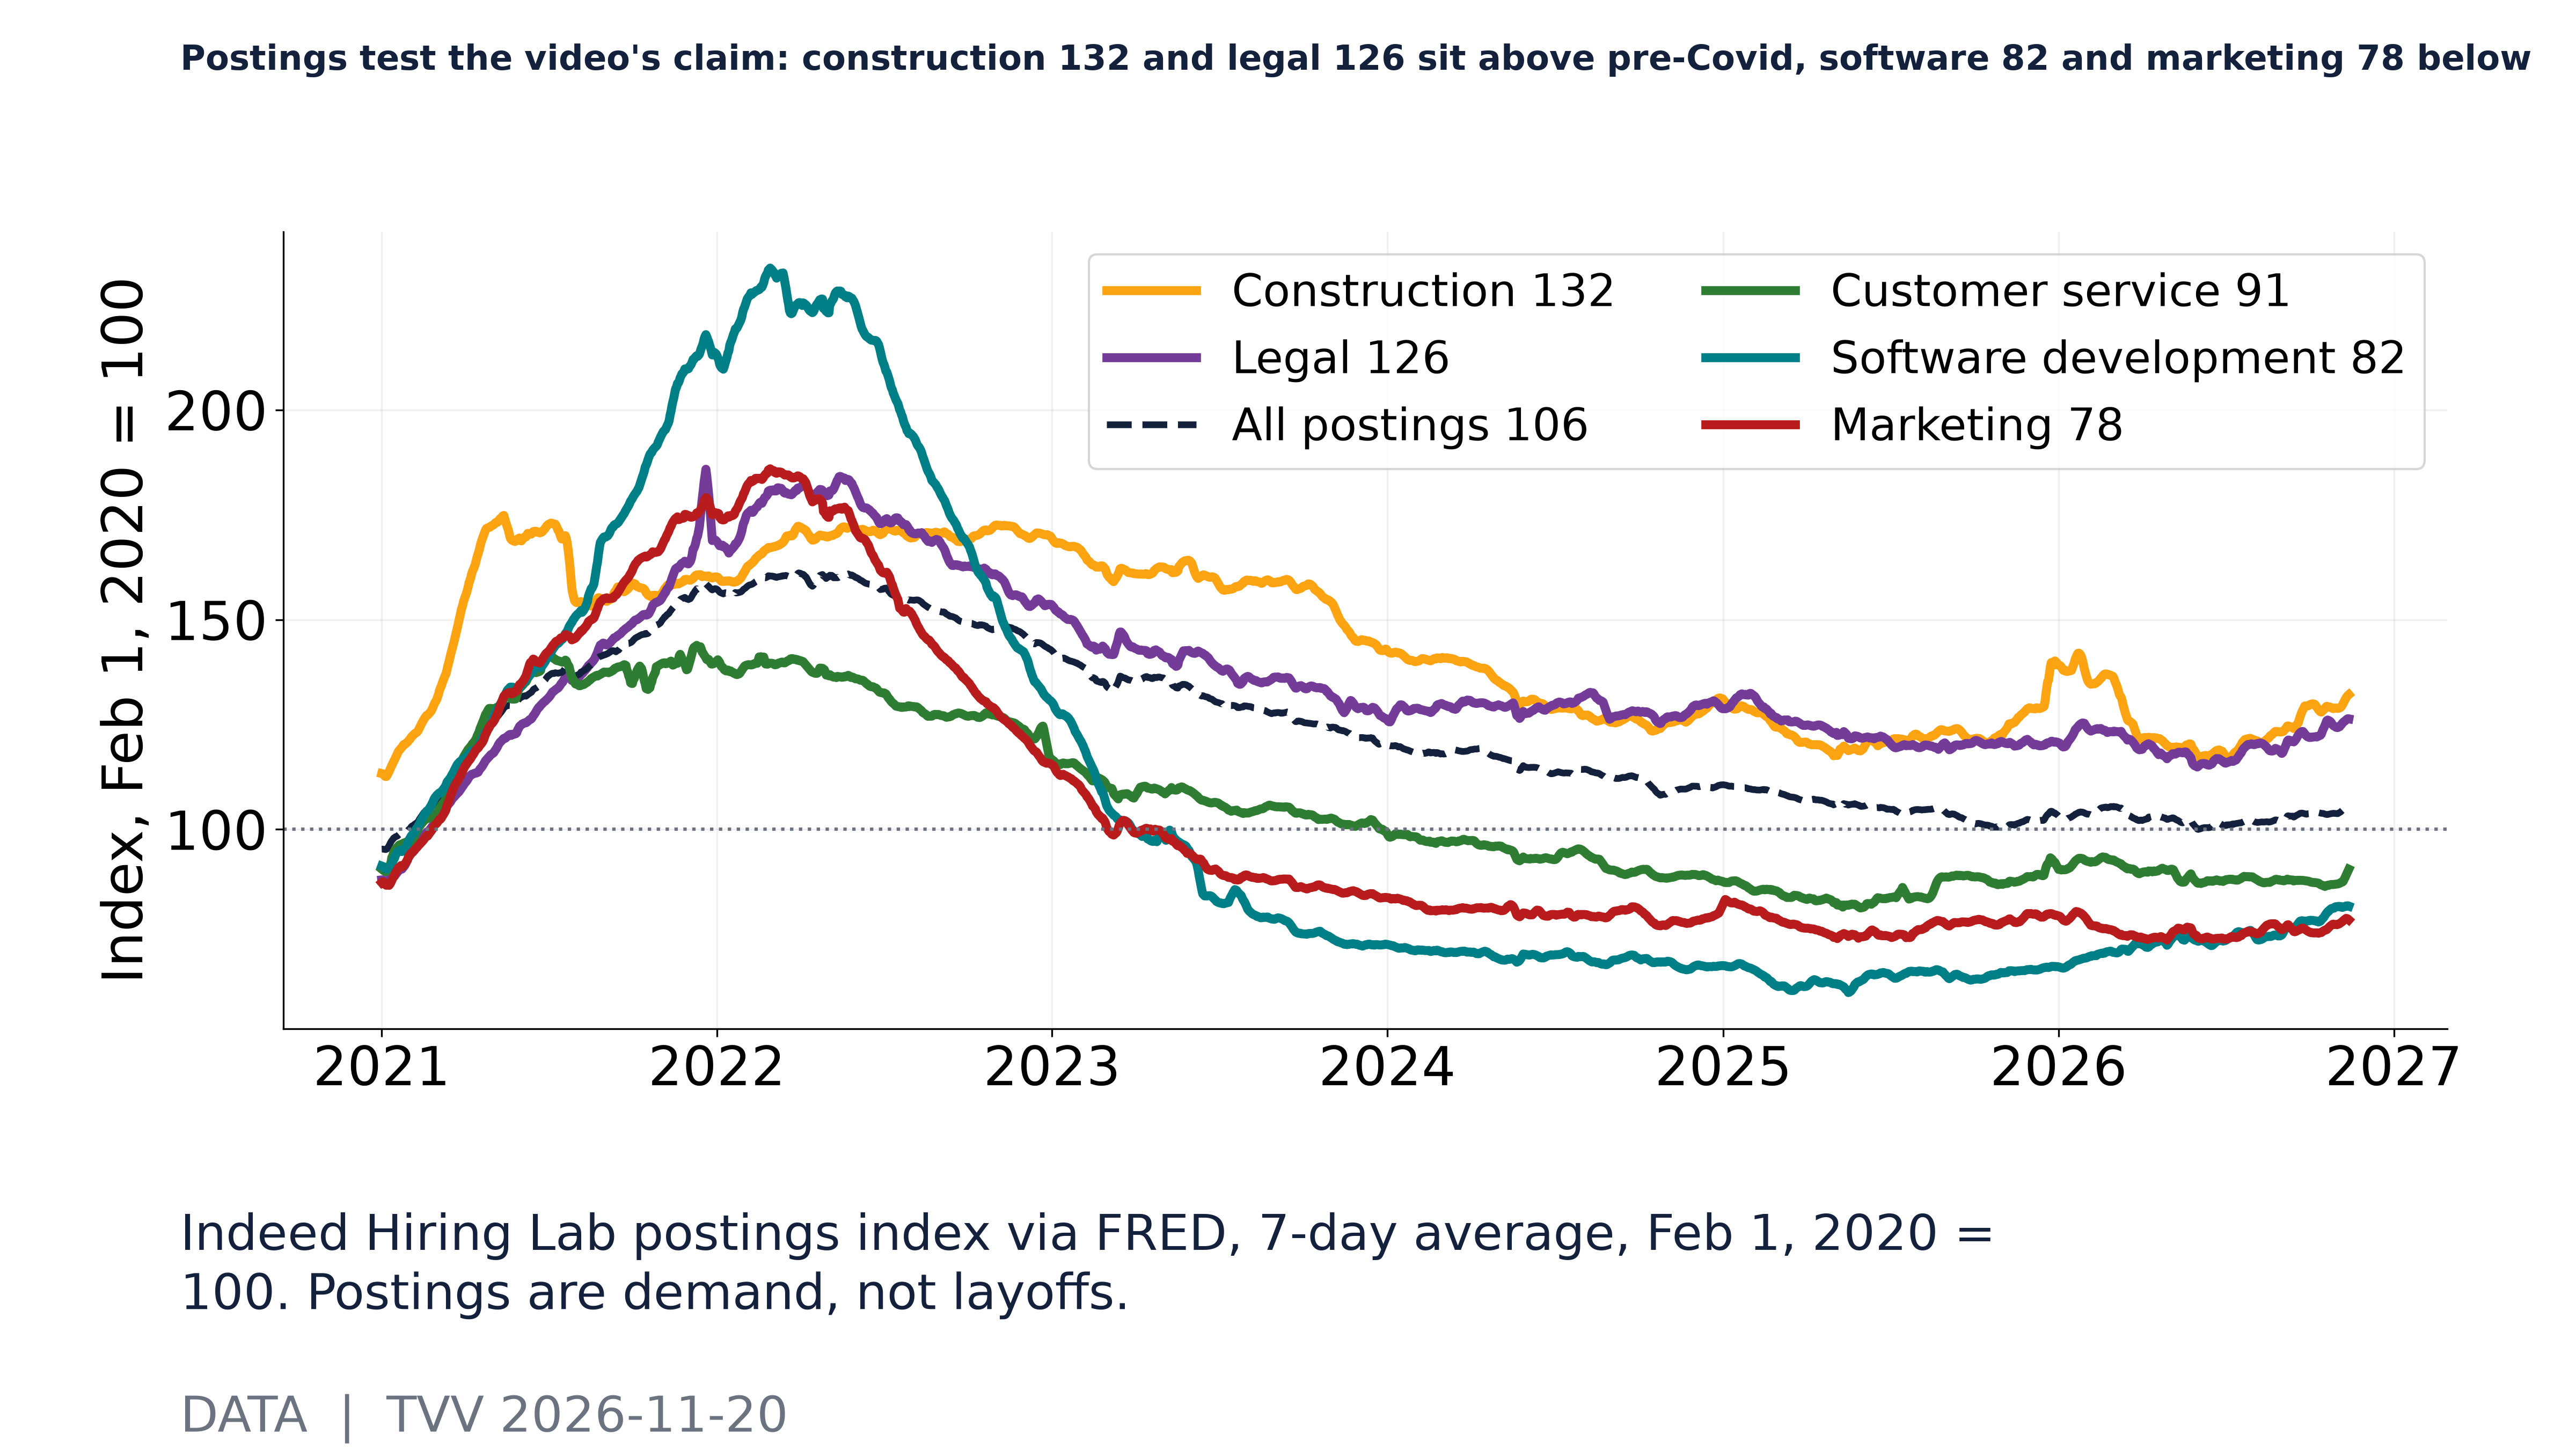 Postings test the video's claim: construction 132 and legal 126 sit above pre-Covid, software 82 and marketing 78 below
Index, Feb 1, 2020 = 100
200
150
100
Construction 132
Legal 126
All postings 106
Customer service 91
Software development 82
Marketing 78
2021 2022 2023 2024 2025 2026 2027
Indeed Hiring Lab postings index via FRED, 7-day average, Feb 1, 2020 =
100. Postings are demand, not layoffs.
DATA | TVV 2026-11-20